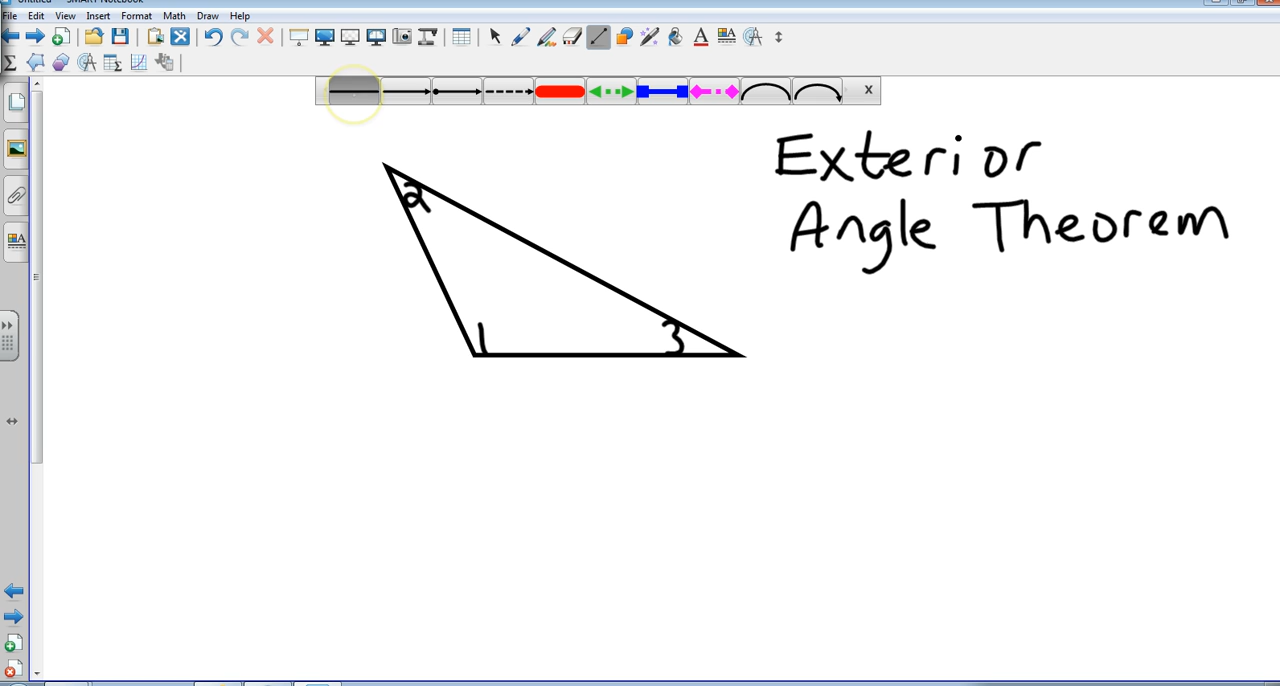 File Edit View Insert Format Math Draw Help
Exterior
Angle Theorem
2
1
3